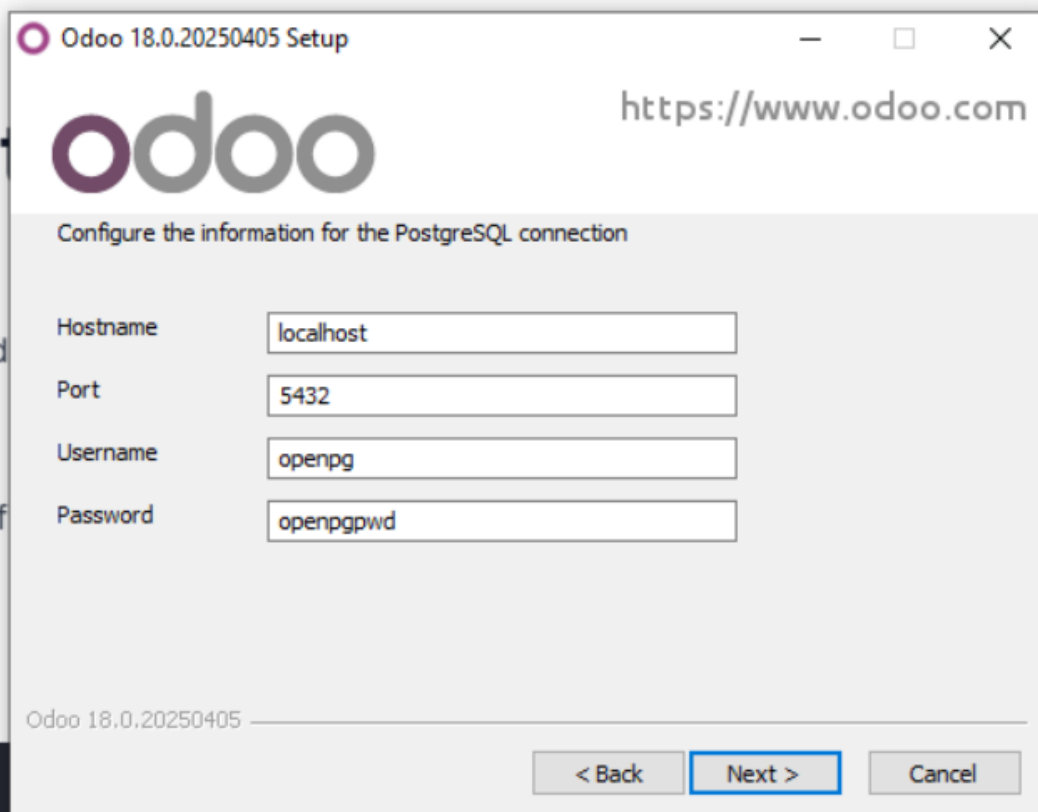 Odoo 18.0.20250405 Setup
odoo
https://www.odoo.com
Configure the information for the PostgreSQL connection
Hostname
localhost
Port
5432
Username
openpg
Password
openpgpwd
Odoo 18.0.20250405
< Back
Next >
Cancel